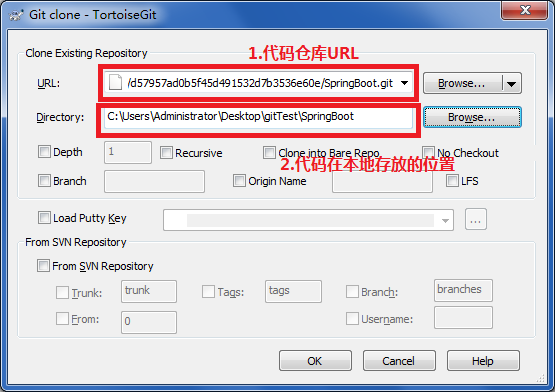 Git clone - TortoiseGit
Clone Existing Repository
1.代码仓库URL
URL: /d57957ad0b5f45d491532d7b3536e60e/SpringBoot.git Browse...
Directory: C:\Users\Administrator\Desktop\gitTest\SpringBoot Browse...
Depth 1 Recursive Clone into Bare Repo No Checkout
2.代码在本地存放的位置
Branch Origin Name LFS
Load Putty Key ...
From SVN Repository
From SVN Repository
Trunk: trunk Tags: tags Branch: branches
From: 0 Username:
OK Cancel Help